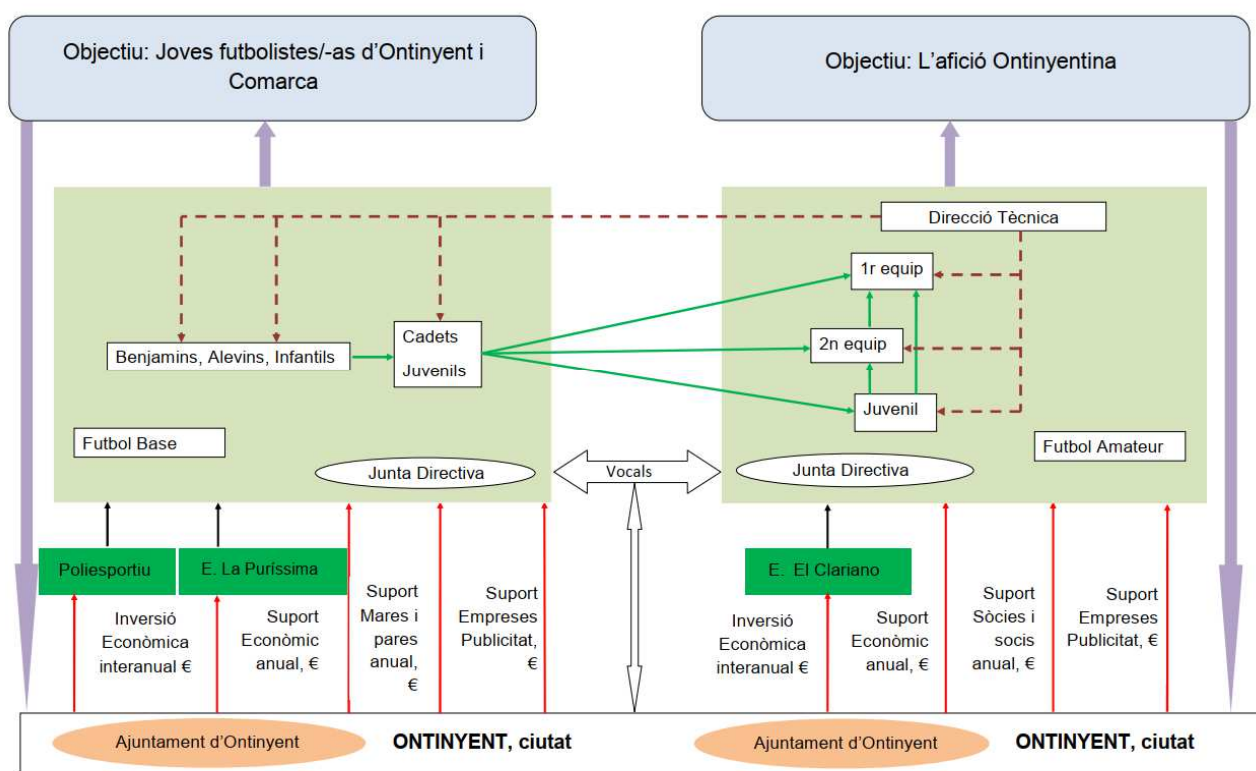 Objectiu: Joves futbolistes/-as d’Ontinyent i
Comarca
Objectiu: L’afició Ontinyentina
Direcció Tècnica
1r equip
Cadets
Juvenils
Benjamins, Alevins, Infantils
2n equip
Juvenil
Futbol Base
Futbol Amateur
Junta Directiva
Vocals
Junta Directiva
Poliesportiu
E. La Puríssima
E. El Clariano
Inversió
Econòmica
interanual €
Suport
Econòmic
anual, €
Suport
Mares i
pares
anual,
€
Suport
Empreses
Publicitat,
€
Inversió
Econòmica
interanual €
Suport
Econòmic
anual, €
Suport
Sòcies i
socis
anual, €
Suport
Empreses
Publicitat, €
Ajuntament d’Ontinyent
ONTINYENT, ciutat
Ajuntament d’Ontinyent
ONTINYENT, ciutat